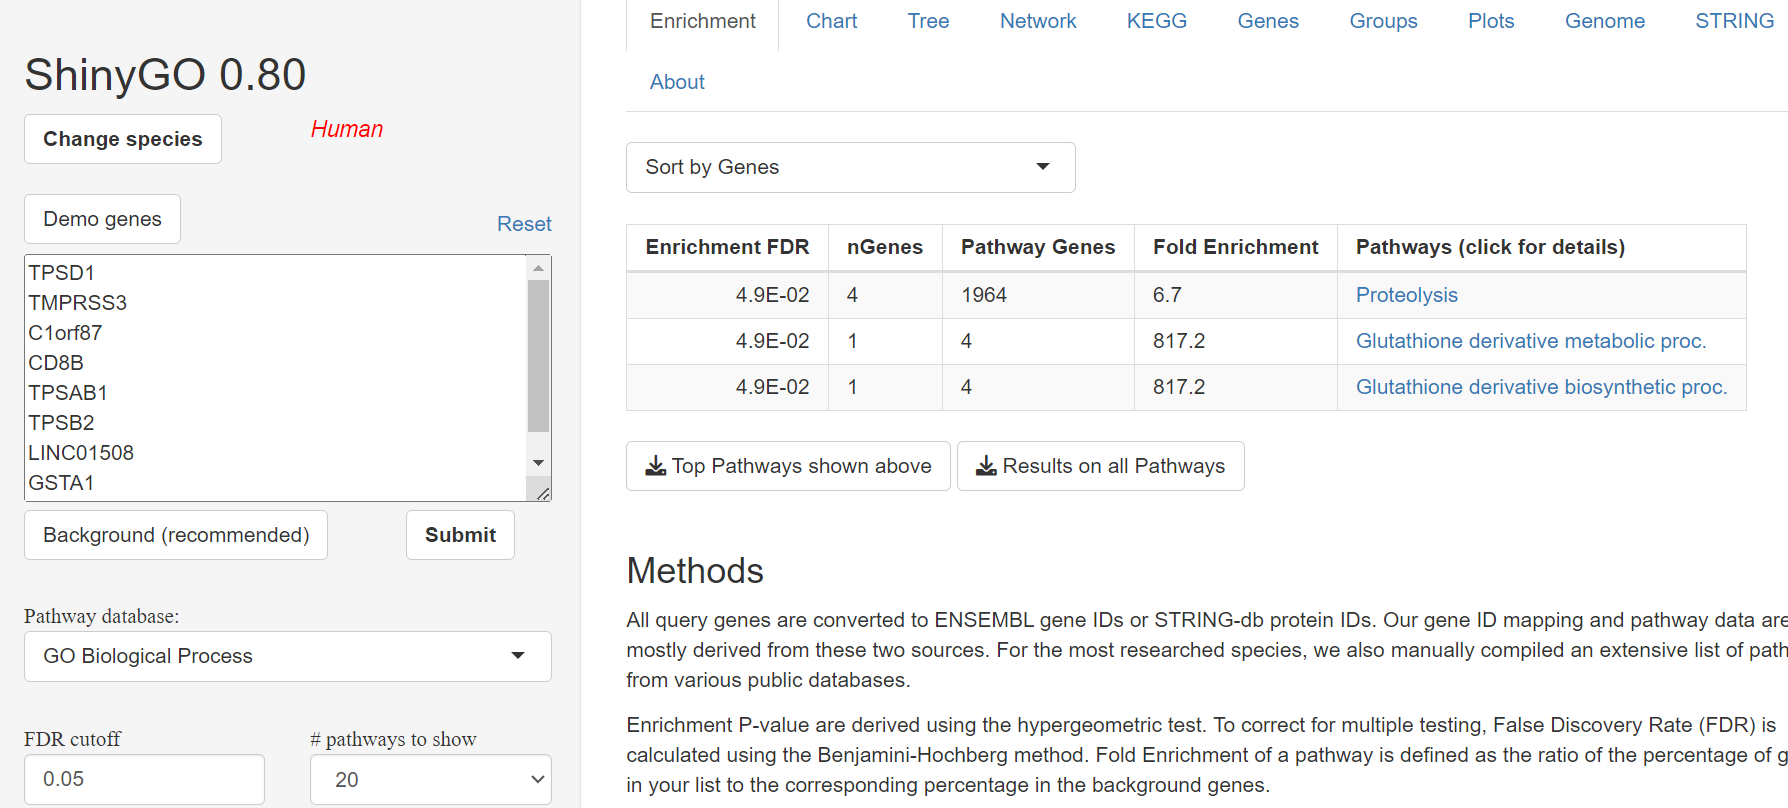 ShinyGO 0.80
Change species
Human
Demo genes
Reset
TPSD1
TMPRSS3
C1orf87
CD8B
TPSAB1
TPSB2
LINC01508
GSTA1
Background (recommended)
Submit
Pathway database:
GO Biological Process
FDR cutoff
# pathways to show
0.05
20
Enrichment Chart Tree Network KEGG Genes Groups Plots Genome STRING
About
Sort by Genes
Enrichment FDR nGenes Pathway Genes Fold Enrichment Pathways (click for details)
4.9E-02 4 1964 6.7 Proteolysis
4.9E-02 1 4 817.2 Glutathione derivative metabolic proc.
4.9E-02 1 4 817.2 Glutathione derivative biosynthetic proc.
Top Pathways shown above
Results on all Pathways
Methods
All query genes are converted to ENSEMBL gene IDs or STRING-db protein IDs. Our gene ID mapping and pathway data are
mostly derived from these two sources. For the most researched species, we also manually compiled an extensive list of path
from various public databases.
Enrichment P-value are derived using the hypergeometric test. To correct for multiple testing, False Discovery Rate (FDR) is
calculated using the Benjamini-Hochberg method. Fold Enrichment of a pathway is defined as the ratio of the percentage of g
in your list to the corresponding percentage in the background genes.